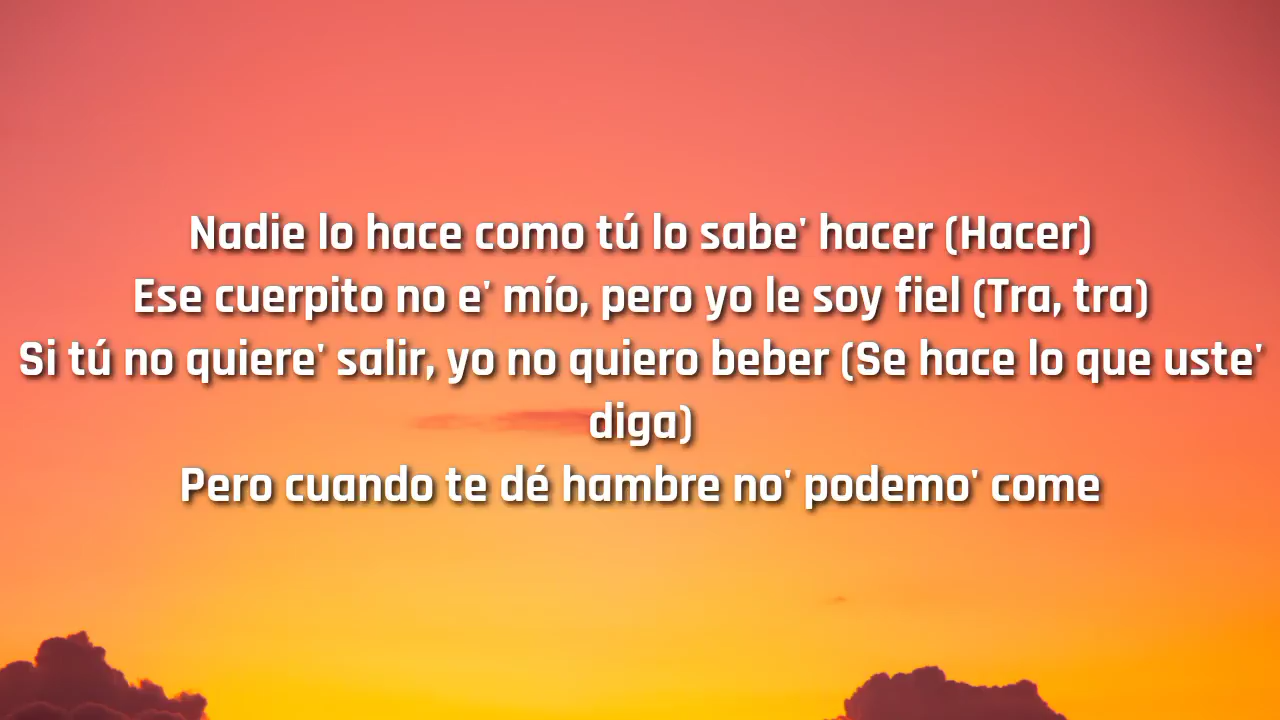 Nadie lo hace como tú lo sabe' hacer (Hacer)
Ese cuerpito no e' mío, pero yo le soy fiel (Tra, tra)
Si tú no quiere' salir, yo no quiero beber (Se hace lo que uste'
diga)
Pero cuando te dé hambre no' podemo' come